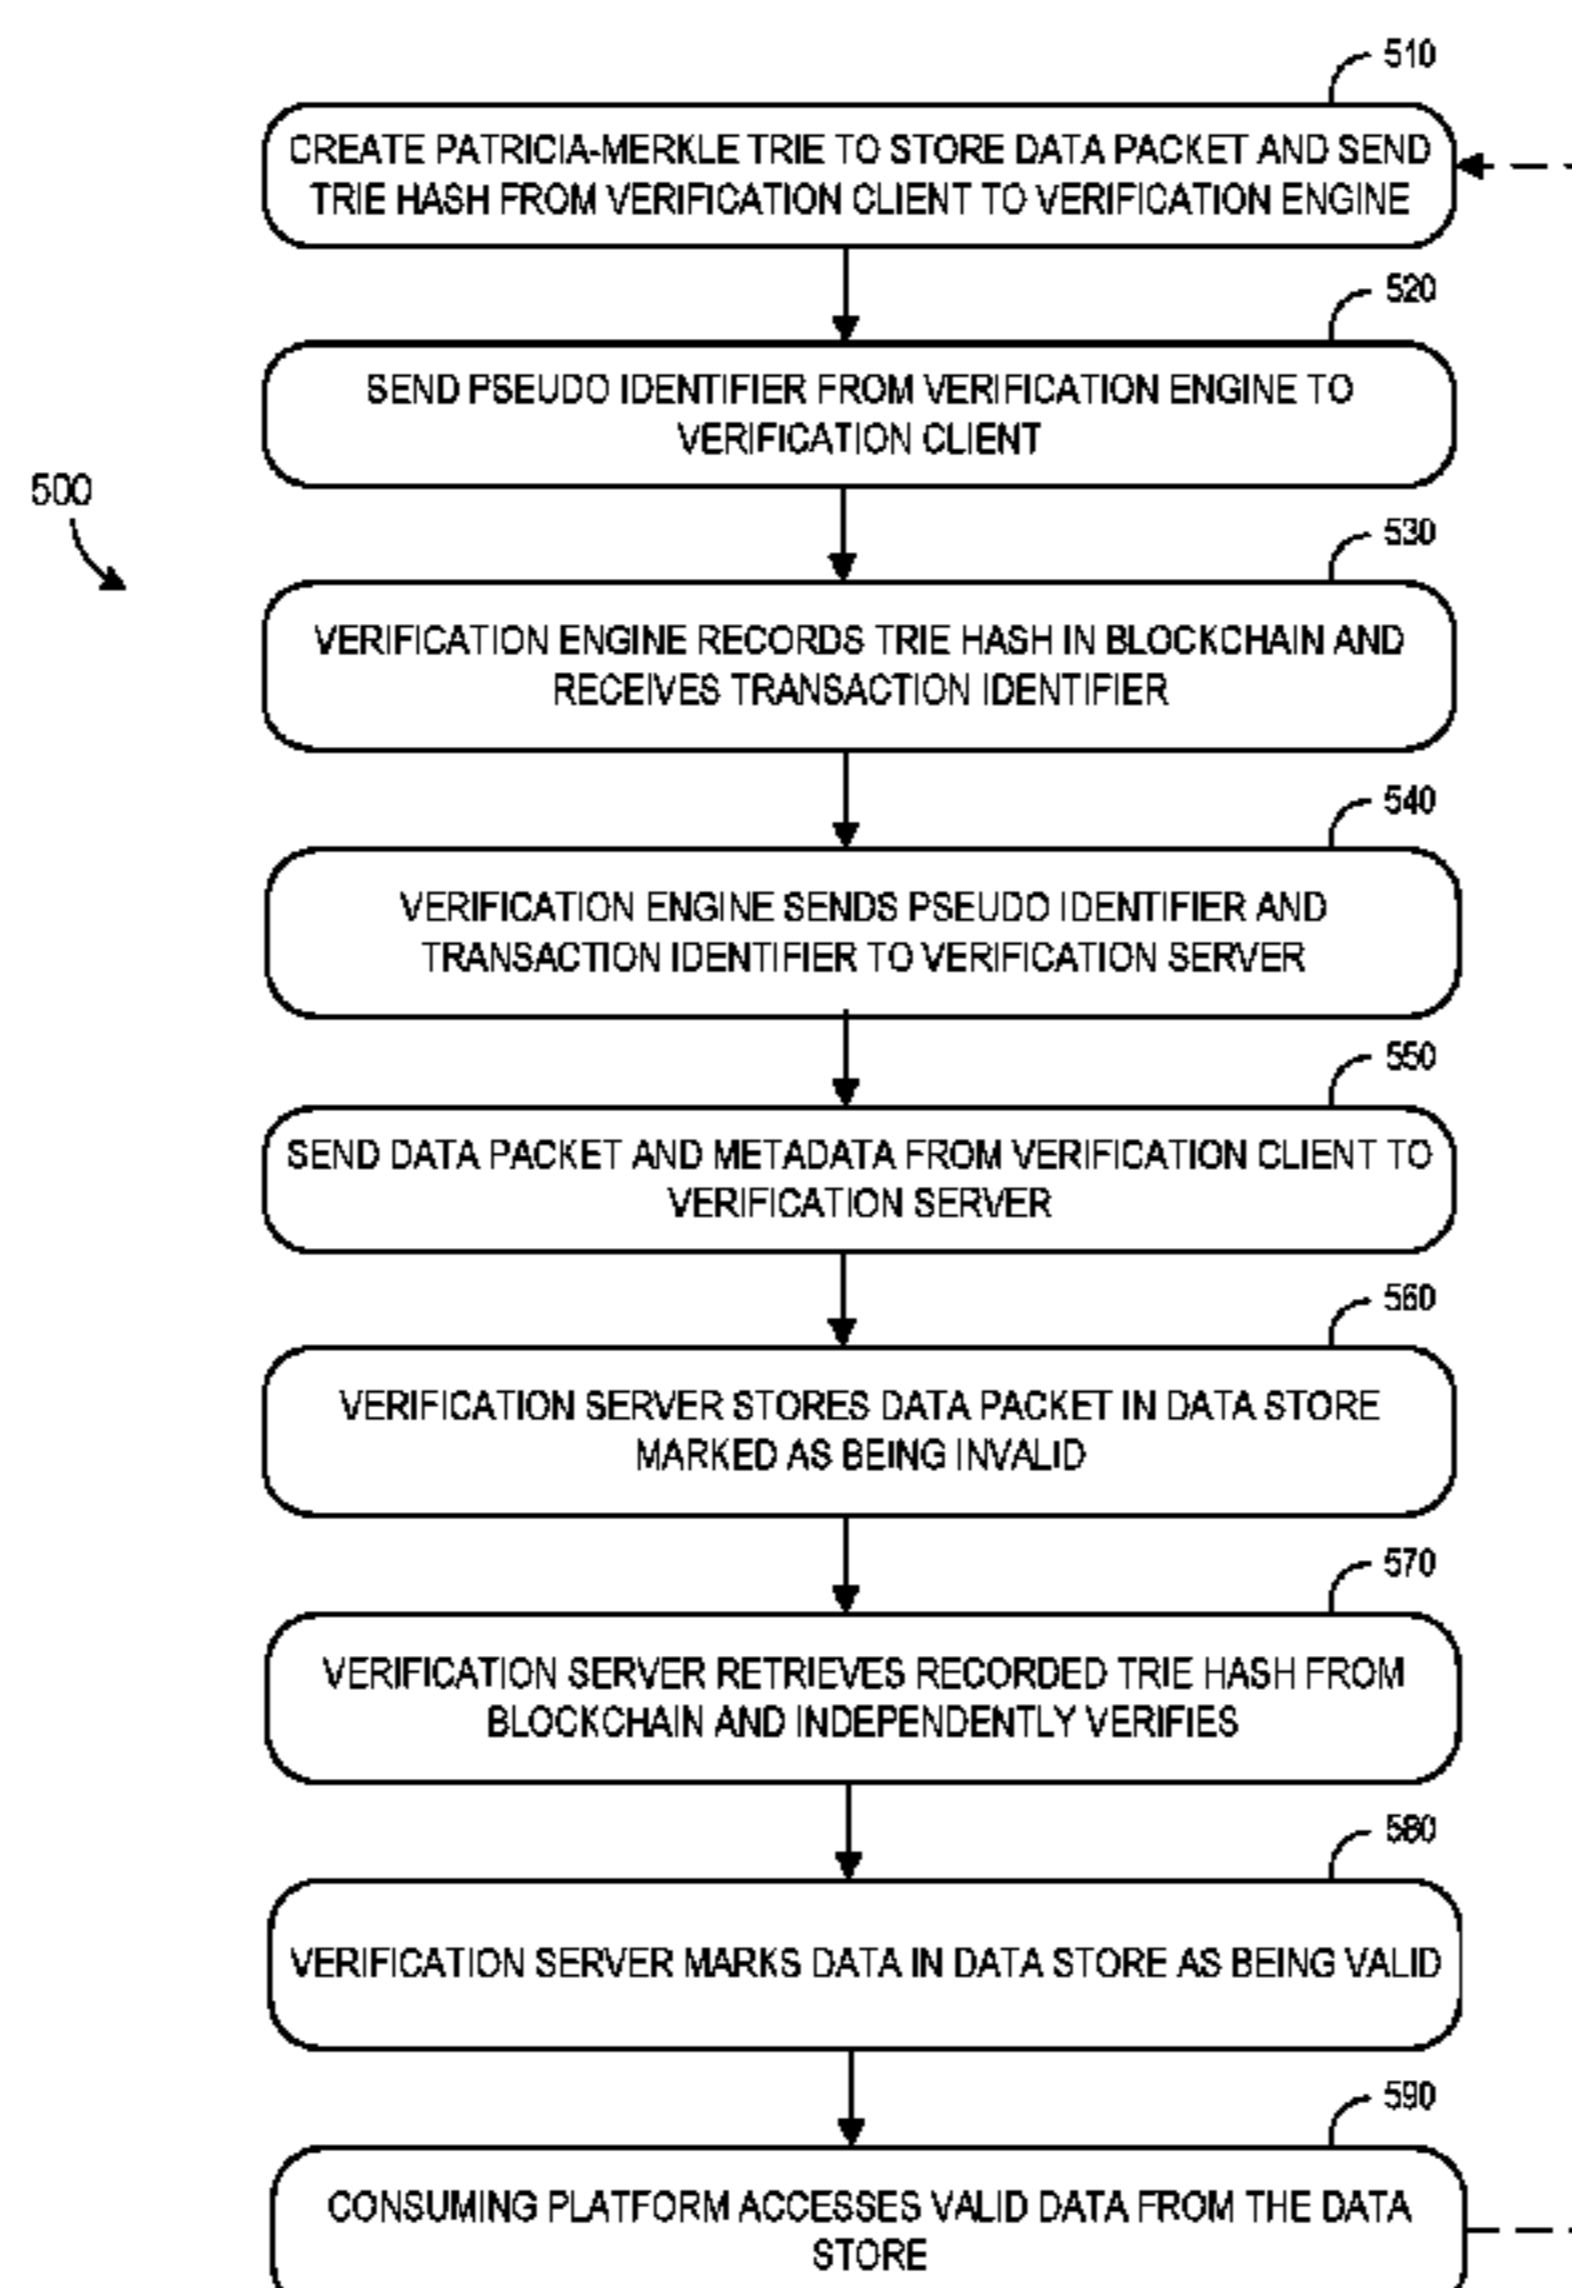 510
CREATE PATRICIA-MERKLE TRIE TO STORE DATA PACKET AND SEND
TRIE HASH FROM VERIFICATION CLIENT TO VERIFICATION ENGINE
520
SEND PSEUDO IDENTIFIER FROM VERIFICATION ENGINE TO
VERIFICATION CLIENT
500
530
VERIFICATION ENGINE RECORDS TRIE HASH IN BLOCKCHAIN AND
RECEIVES TRANSACTION IDENTIFIER
540
VERIFICATION ENGINE SENDS PSEUDO IDENTIFIER AND
TRANSACTION IDENTIFIER TO VERIFICATION SERVER
550
SEND DATA PACKET AND METADATA FROM VERIFICATION CLIENT TO
VERIFICATION SERVER
560
VERIFICATION SERVER STORES DATA PACKET IN DATA STORE
MARKED AS BEING INVALID
570
VERIFICATION SERVER RETRIEVES RECORDED TRIE HASH FROM
BLOCKCHAIN AND INDEPENDENTLY VERIFIES
580
VERIFICATION SERVER MARKS DATA IN DATA STORE AS BEING VALID
590
CONSUMING PLATFORM ACCESSES VALID DATA FROM THE DATA
STORE